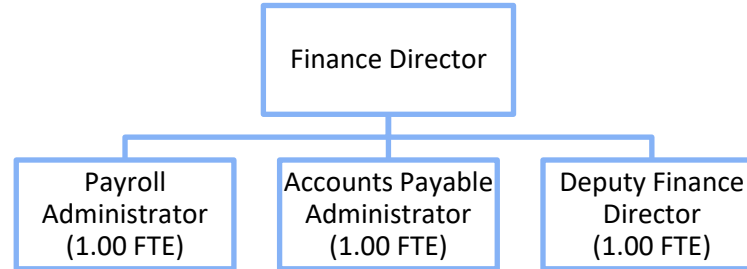 Finance Director
Payroll
Administrator
(1.00 FTE)
Accounts Payable
Administrator
(1.00 FTE)
Deputy Finance
Director
(1.00 FTE)